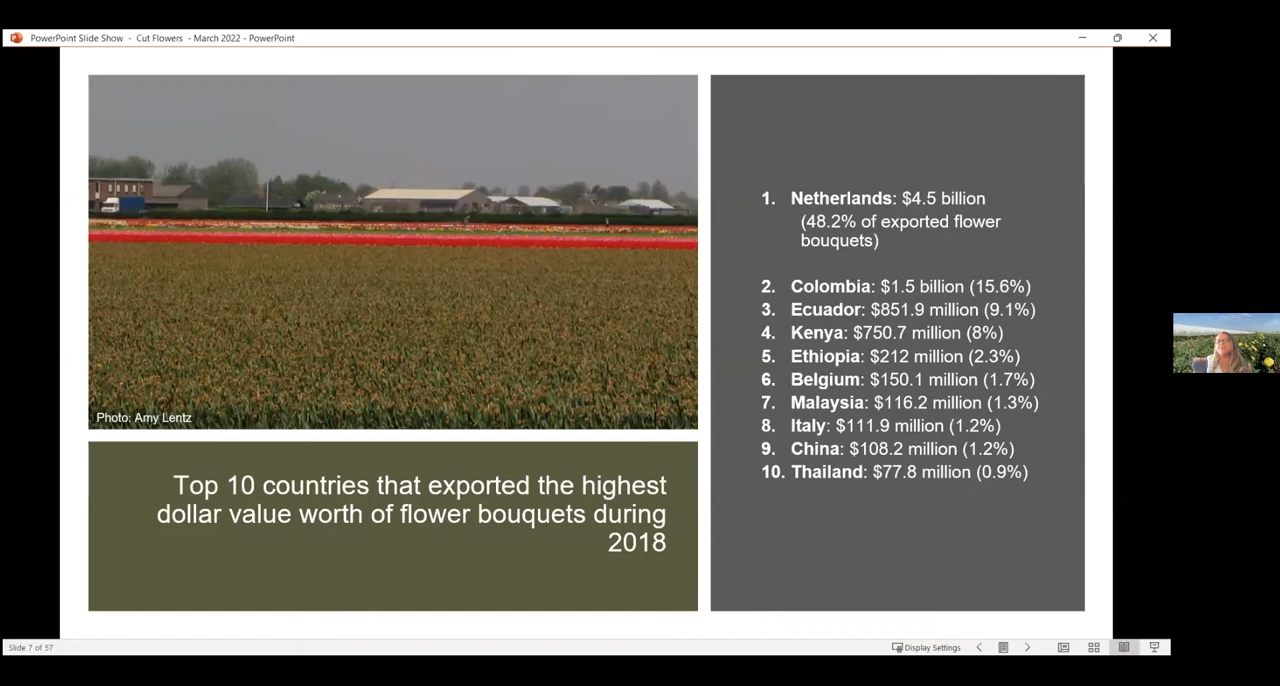 PowerPoint Slide Show - Cut Flowers - March 2022 - PowerPoint
Photo: Amy Lentz
Top 10 countries that exported the highest
dollar value worth of flower bouquets during
2018
1. Netherlands: $4.5 billion
(48.2% of exported flower
bouquets)
2. Colombia: $1.5 billion (15.6%)
3. Ecuador: $851.9 million (9.1%)
4. Kenya: $750.7 million (8%)
5. Ethiopia: $212 million (2.3%)
6. Belgium: $150.1 million (1.7%)
7. Malaysia: $116.2 million (1.3%)
8. Italy: $111.9 million (1.2%)
9. China: $108.2 million (1.2%)
10. Thailand: $77.8 million (0.9%)
Slide 7 of 57
Display Settings